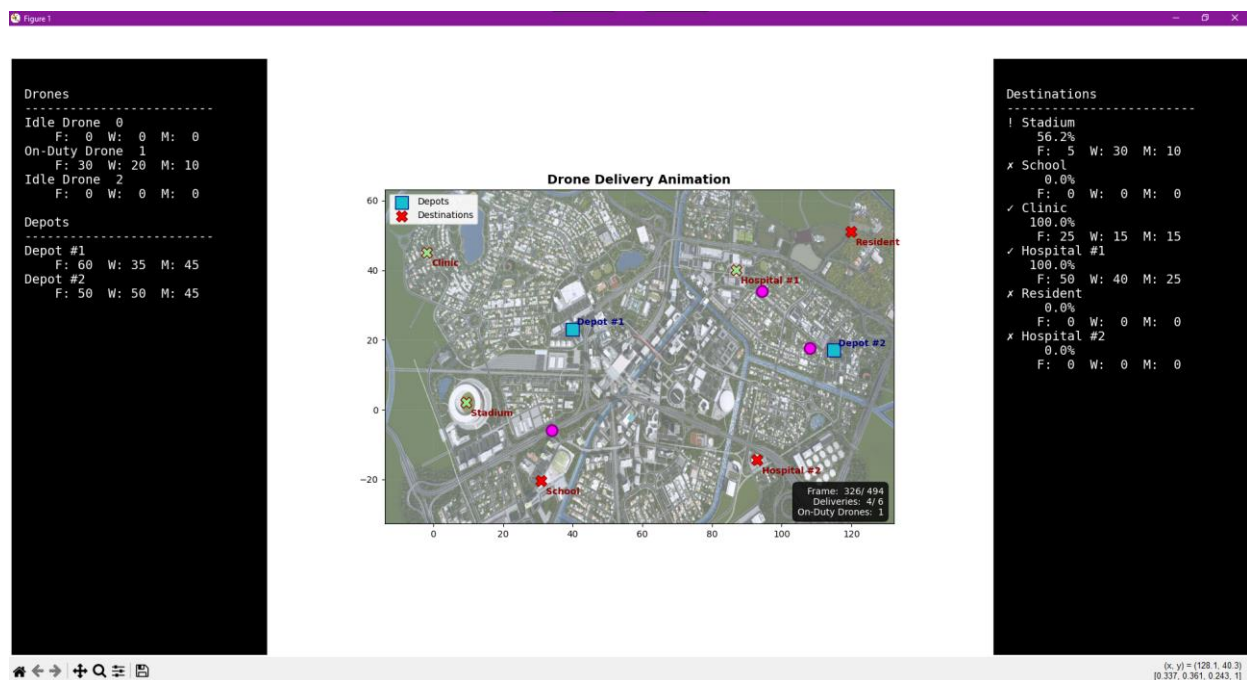 Figure 1
Drones
-------------------------
Idle Drone  0
F:  0  W:  0  M:  0
On-Duty Drone  1
F: 30  W: 20  M: 10
Idle Drone  2
F:  0  W:  0  M:  0
Depots
-------------------------
Depot #1
F: 60  W: 35  M: 45
Depot #2
F: 50  W: 50  M: 45
Drone Delivery Animation
Depots
Destinations
60
40
20
0
−20
0
20
40
60
80
100
120
Clinic
Resident
Hospital #1
Depot #1
Depot #2
Stadium
School
Hospital #2
Frame: 326/ 494
Deliveries: 4/ 6
On-Duty Drones: 1
Destinations
-------------------------
! Stadium
56.2%
F:  5  W: 30  M: 10
✗ School
0.0%
F:  0  W:  0  M:  0
✓ Clinic
100.0%
F: 25  W: 15  M: 15
✓ Hospital #1
100.0%
F: 50  W: 40  M: 25
✗ Resident
0.0%
F:  0  W:  0  M:  0
✗ Hospital #2
0.0%
F:  0  W:  0  M:  0
(x, y) = (128.1, 40.3)
[0.337, 0.361, 0.243, 1]